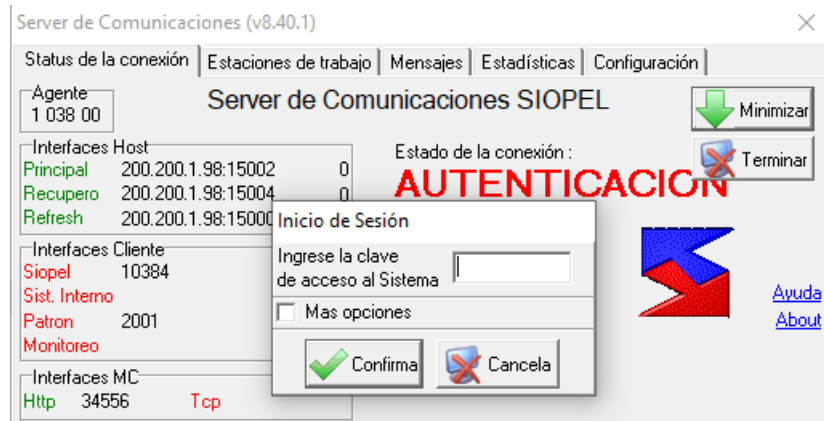 Server de Comunicaciones (v8.40.1)
Status de la conexión Estaciones de trabajo Mensajes Estadísticas Configuración
Agente
1 038 00
Server de Comunicaciones SIOPEL
Minimizar
Terminar
Interfaces Host
Principal 200.200.1.98:15002 0
Recupero 200.200.1.98:15004 0
Refresh 200.200.1.98:15000
Estado de la conexión :
AUTENTICACION
Interfaces Cliente
Siopel 10384
Sist. Interno
Patron 2001
Monitoreo
Inicio de Sesión
Ingrese la clave
de acceso al Sistema
Mas opciones
Confirma Cancela
Ayuda
About
Interfaces MC
Http 34556 Tcp